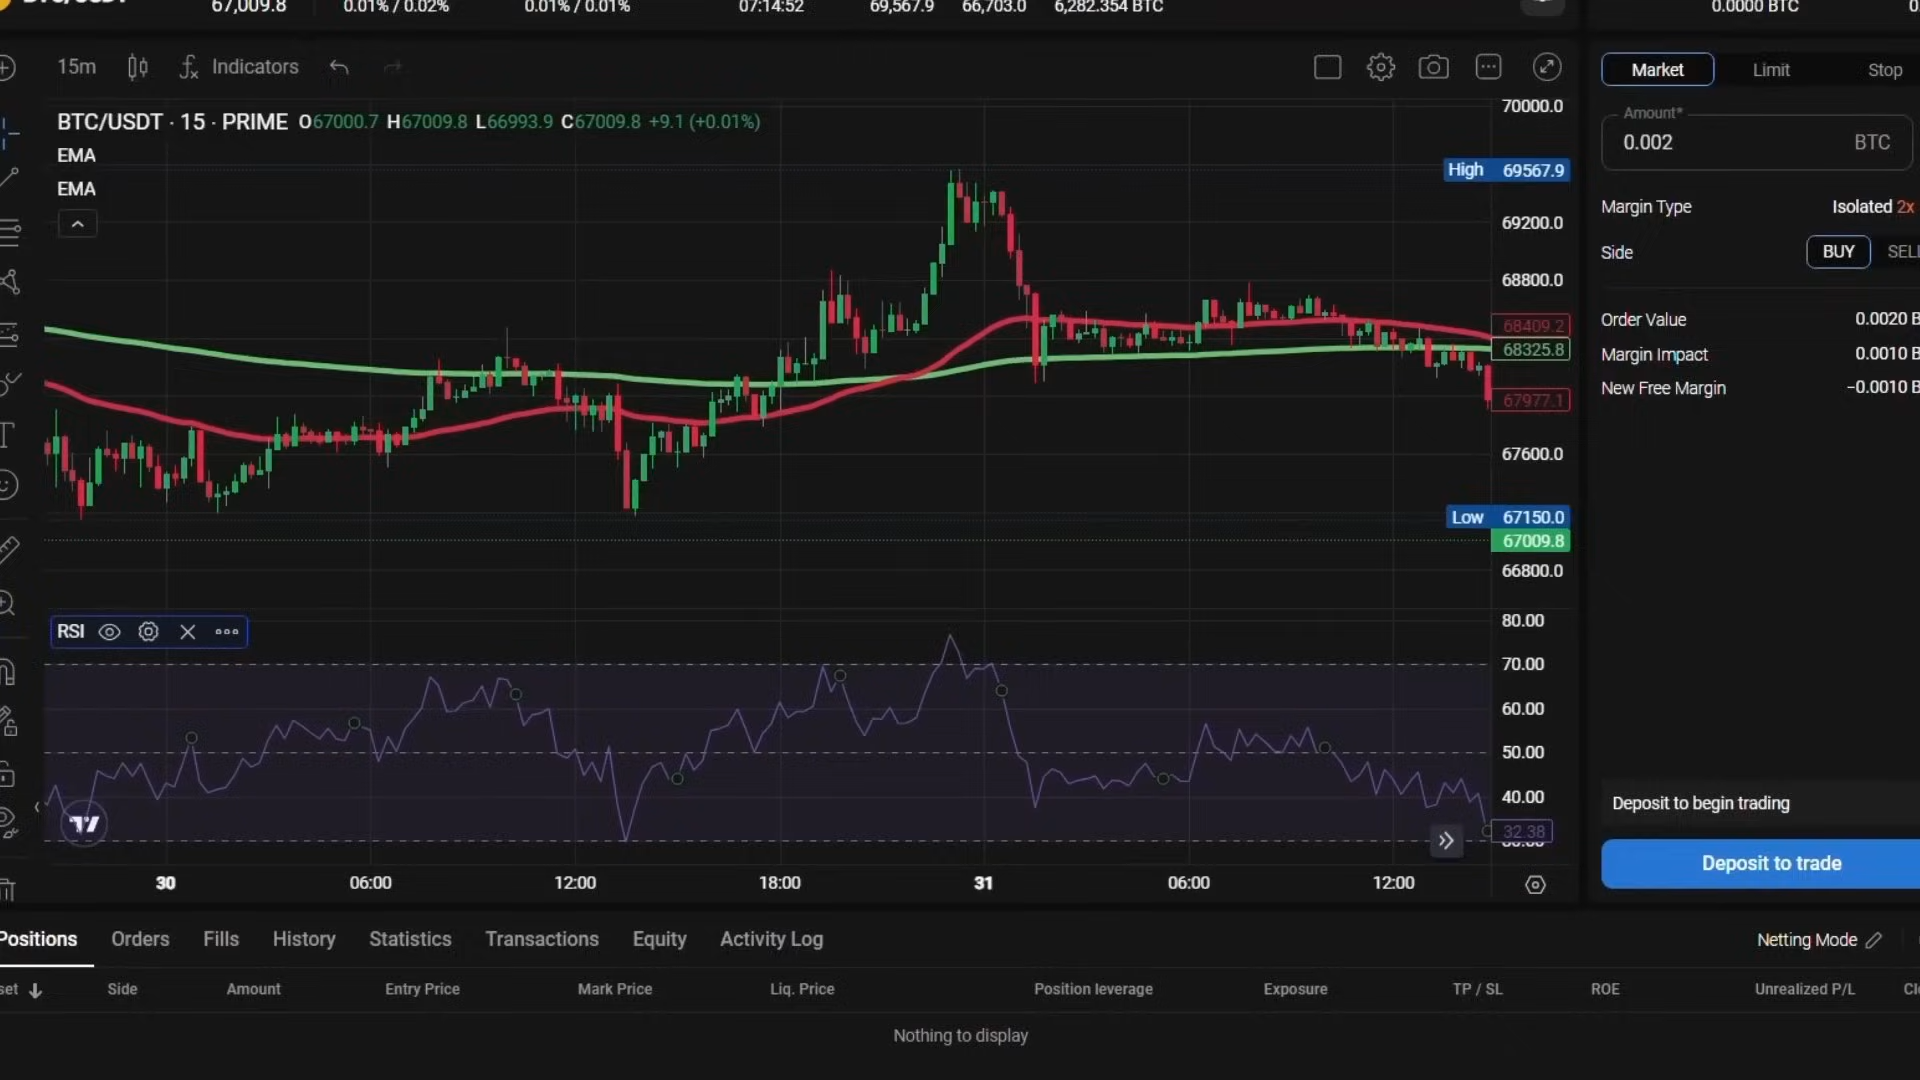 67,009.8 0.01% / 0.02% 0.01% / 0.01% 07:14:52 69,567.9 66,703.0 6,282.354 BTC 0.0000 BTC
15m Indicators
Market Limit Stop
BTC/USDT · 15 · PRIME O67000.7 H67009.8 L66993.9 C67009.8 +9.1 (+0.01%)
EMA
EMA
70000.0
High 69567.9
69200.0
68800.0
68409.2
68325.8
67977.1
67600.0
Low 67150.0
67009.8
66800.0
Amount*
0.002 BTC
Margin Type Isolated 2x
Side BUY SELL
Order Value 0.0020 B
Margin Impact 0.0010 B
New Free Margin −0.0010 B
RSI
80.00
70.00
60.00
50.00
40.00
32.38
30 06:00 12:00 18:00 31 06:00 12:00
Deposit to begin trading
Deposit to trade
Positions Orders Fills History Statistics Transactions Equity Activity Log Netting Mode
set Side Amount Entry Price Mark Price Liq. Price Position leverage Exposure TP / SL ROE Unrealized P/L Cl
Nothing to display